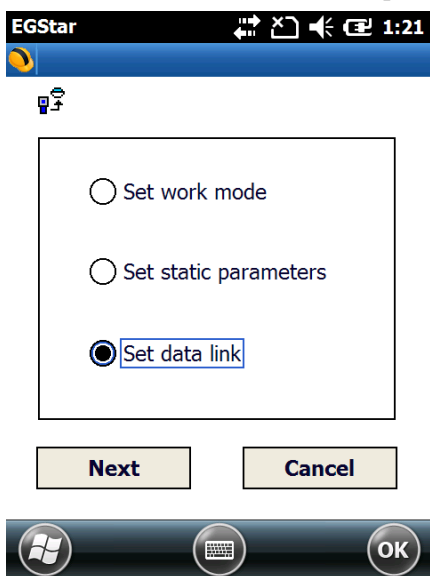 EGStar 1:21
Set work mode
Set static parameters
Set data link
Next Cancel
OK